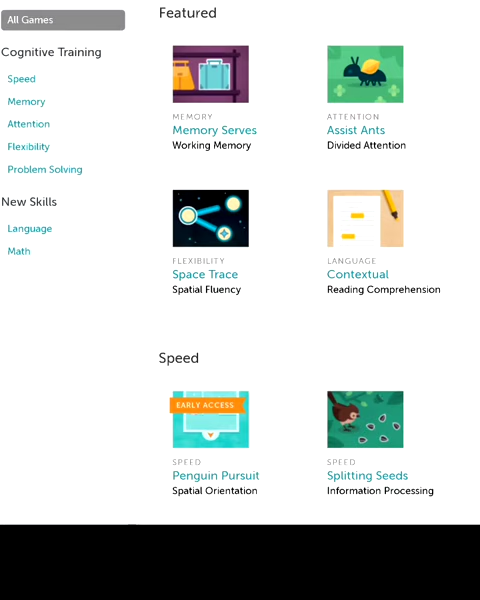 All Games
Cognitive Training
Speed
Memory
Attention
Flexibility
Problem Solving
New Skills
Language
Math
Featured
MEMORY
Memory Serves
Working Memory
ATTENTION
Assist Ants
Divided Attention
FLEXIBILITY
Space Trace
Spatial Fluency
LANGUAGE
Contextual
Reading Comprehension
Speed
EARLY ACCESS
SPEED
Penguin Pursuit
Spatial Orientation
SPEED
Splitting Seeds
Information Processing